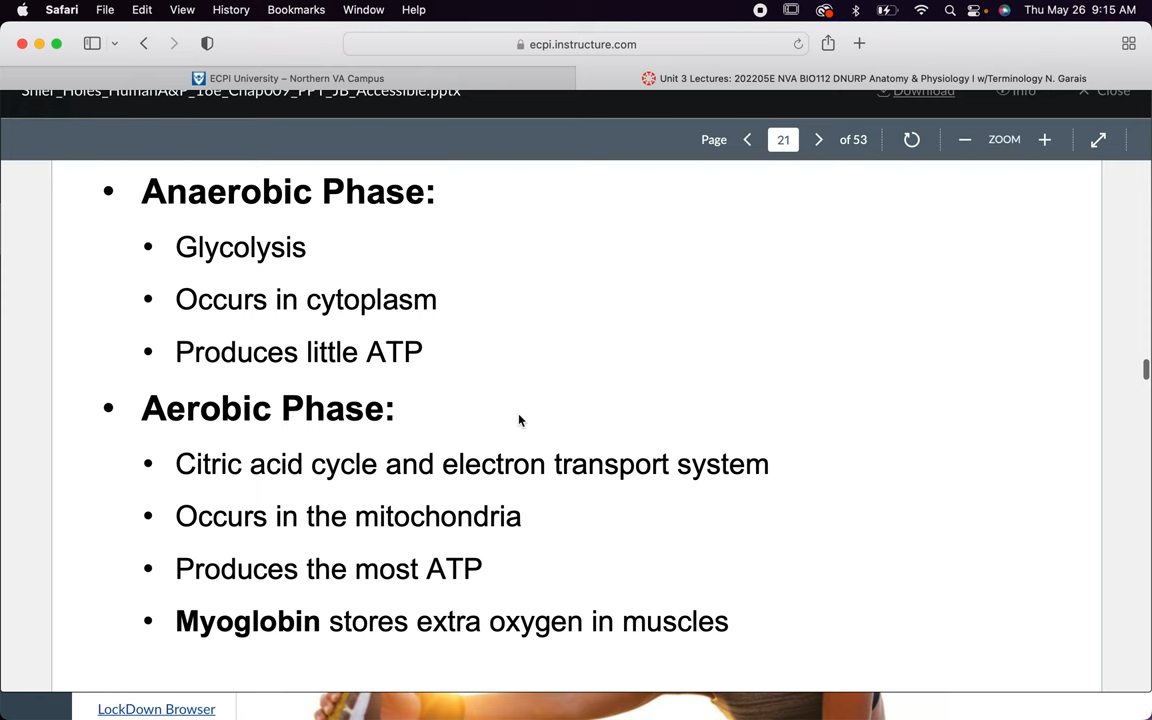 Safari File Edit View History Bookmarks Window Help Thu May 26 9:15 AM
ecpi.instructure.com
ECPI University – Northern VA Campus
Unit 3 Lectures: 202205E NVA BIO112 DNURP Anatomy & Physiology I w/Terminology N. Garais
Shier_Holes_HumanA&P_16e_Chap009_PPT_JB_Accessible.pptx Download Info Close
Page 21 of 53 ZOOM
• Anaerobic Phase:
• Glycolysis
• Occurs in cytoplasm
• Produces little ATP
• Aerobic Phase:
• Citric acid cycle and electron transport system
• Occurs in the mitochondria
• Produces the most ATP
• Myoglobin stores extra oxygen in muscles
LockDown Browser